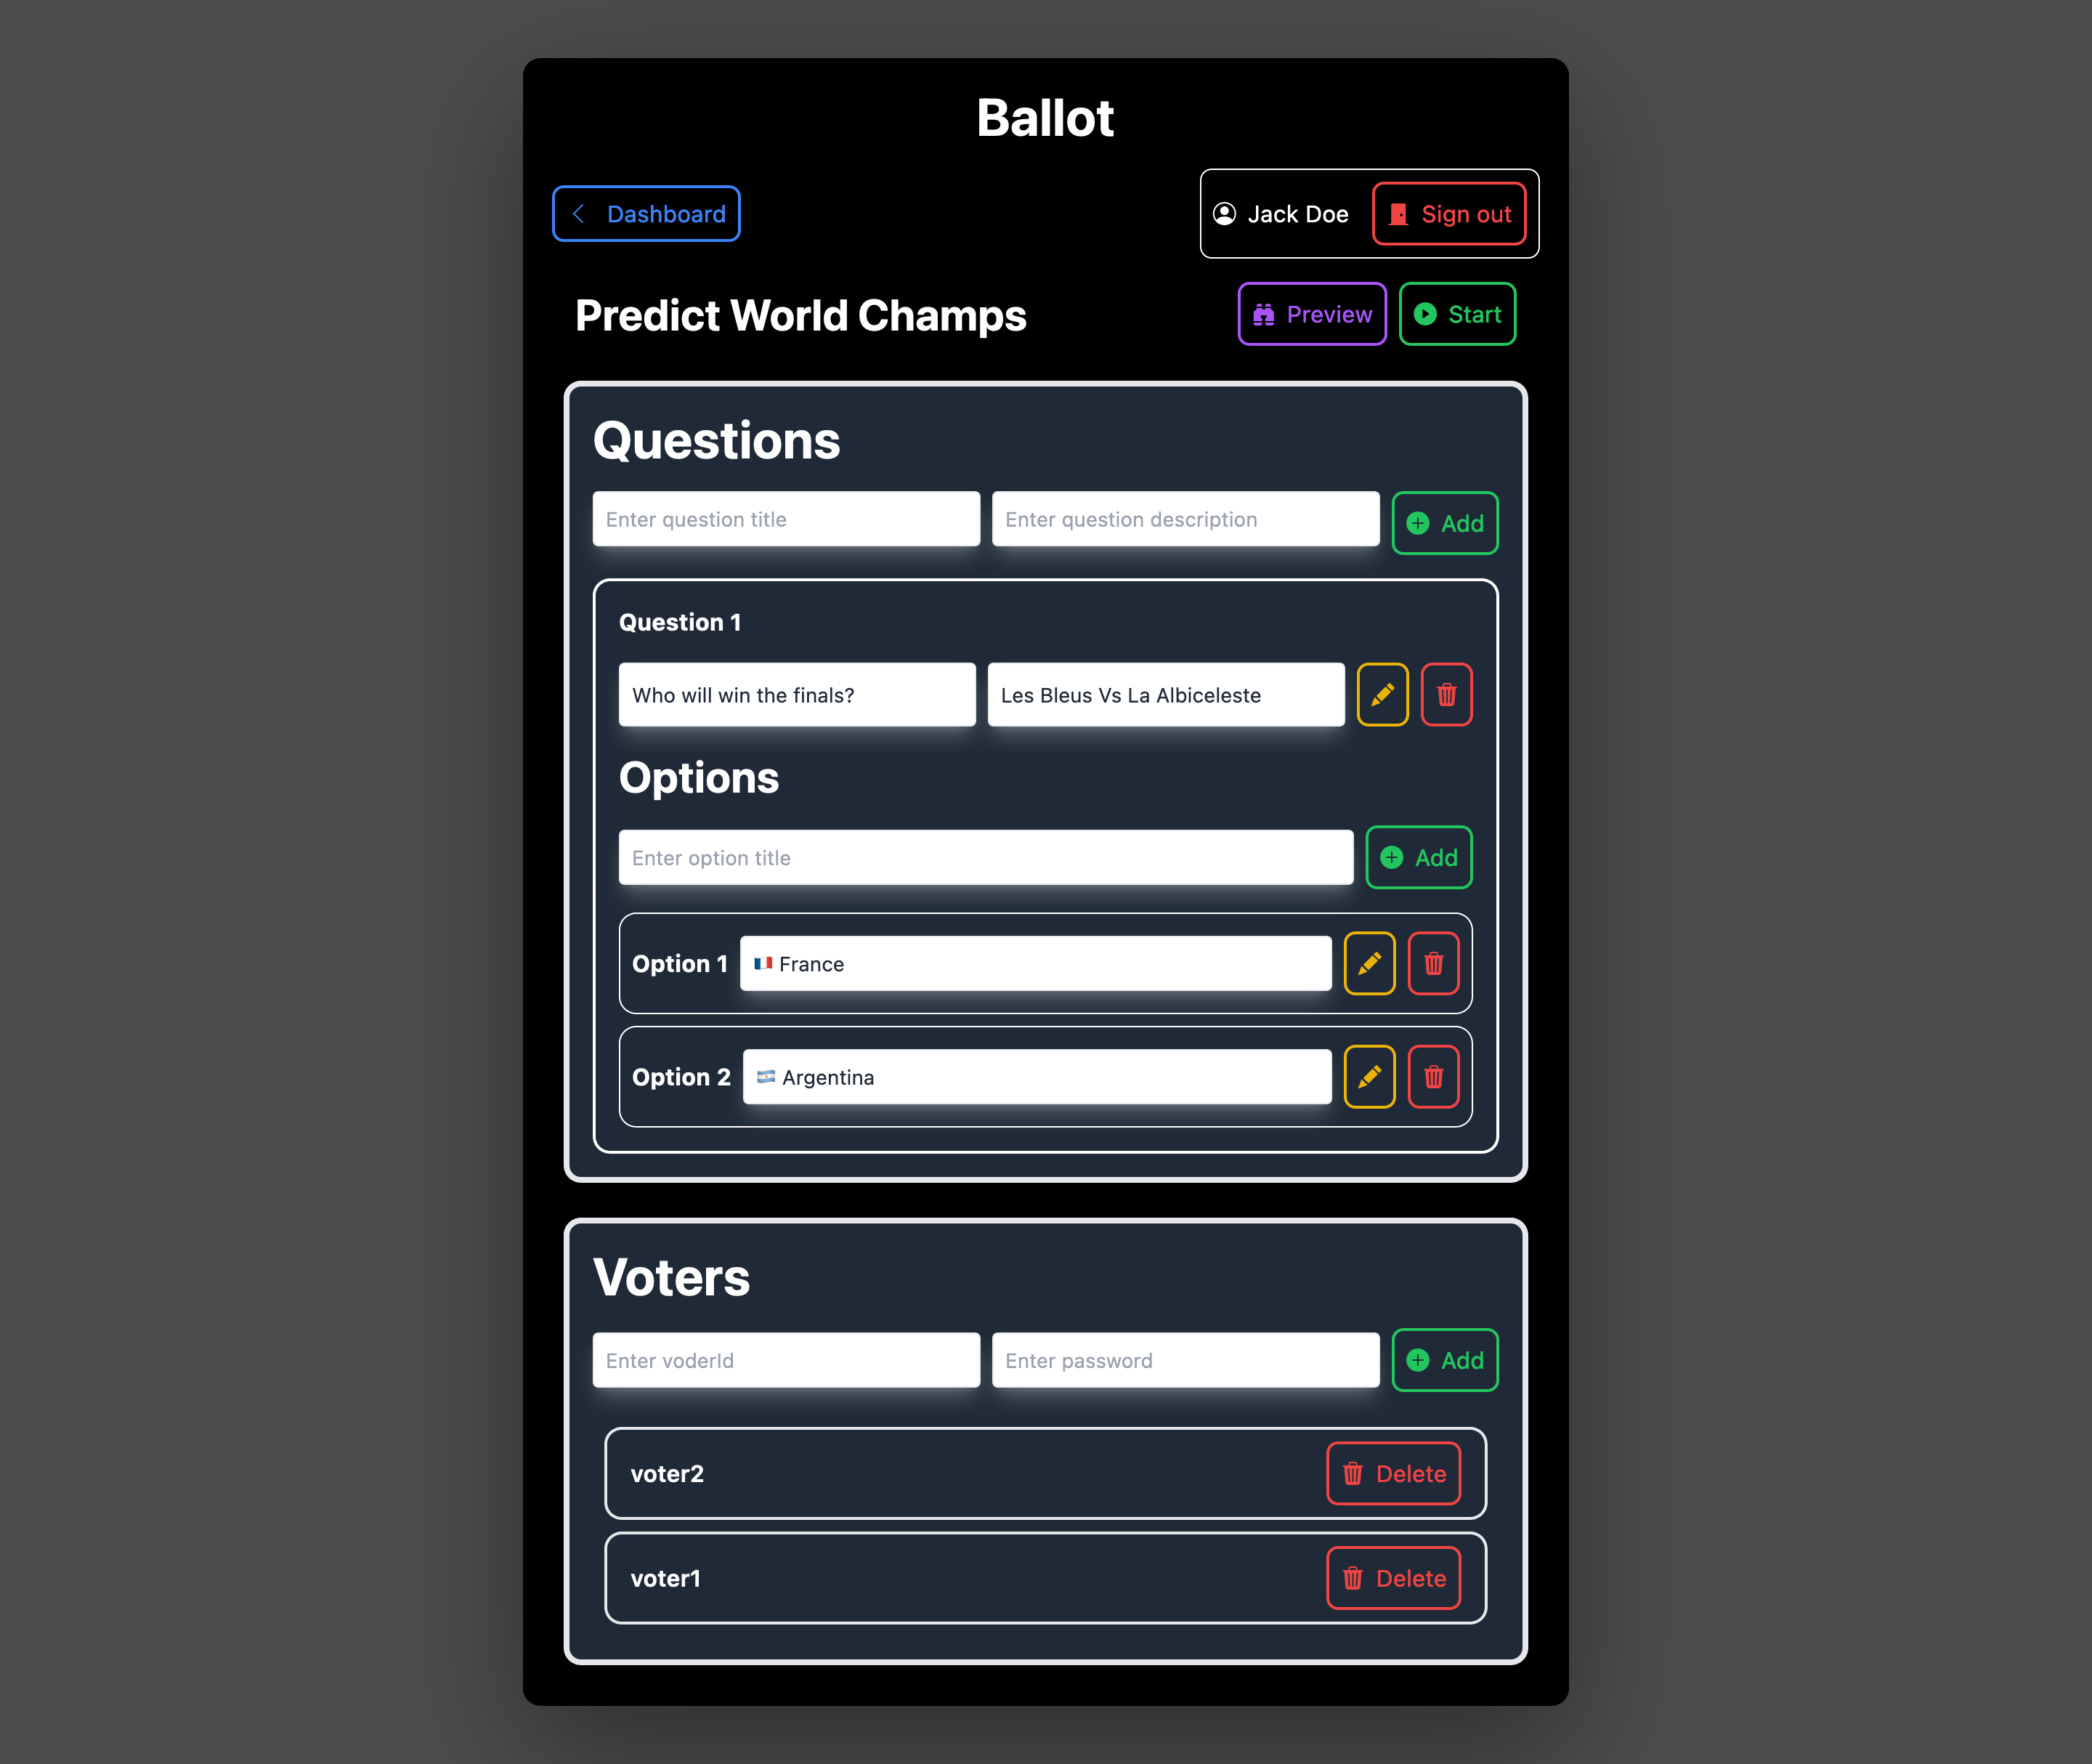 Ballot
Dashboard
Jack Doe
Sign out
Predict World Champs
Preview
Start
Questions
Enter question title
Enter question description
Add
Question 1
Who will win the finals?
Les Bleus Vs La Albiceleste
Options
Enter option title
Add
Option 1
🇫🇷 France
Option 2
🇦🇷 Argentina
Voters
Enter voderId
Enter password
Add
voter2
Delete
voter1
Delete